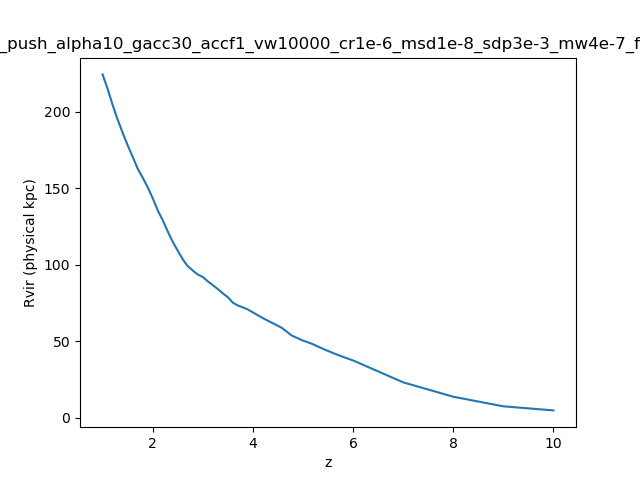 _push_alpha10_gacc30_accf1_vw10000_cr1e-6_msd1e-8_sdp3e-3_mw4e-7_f
Rvir (physical kpc)
200
150
100
50
0
2 4 6 8 10
z